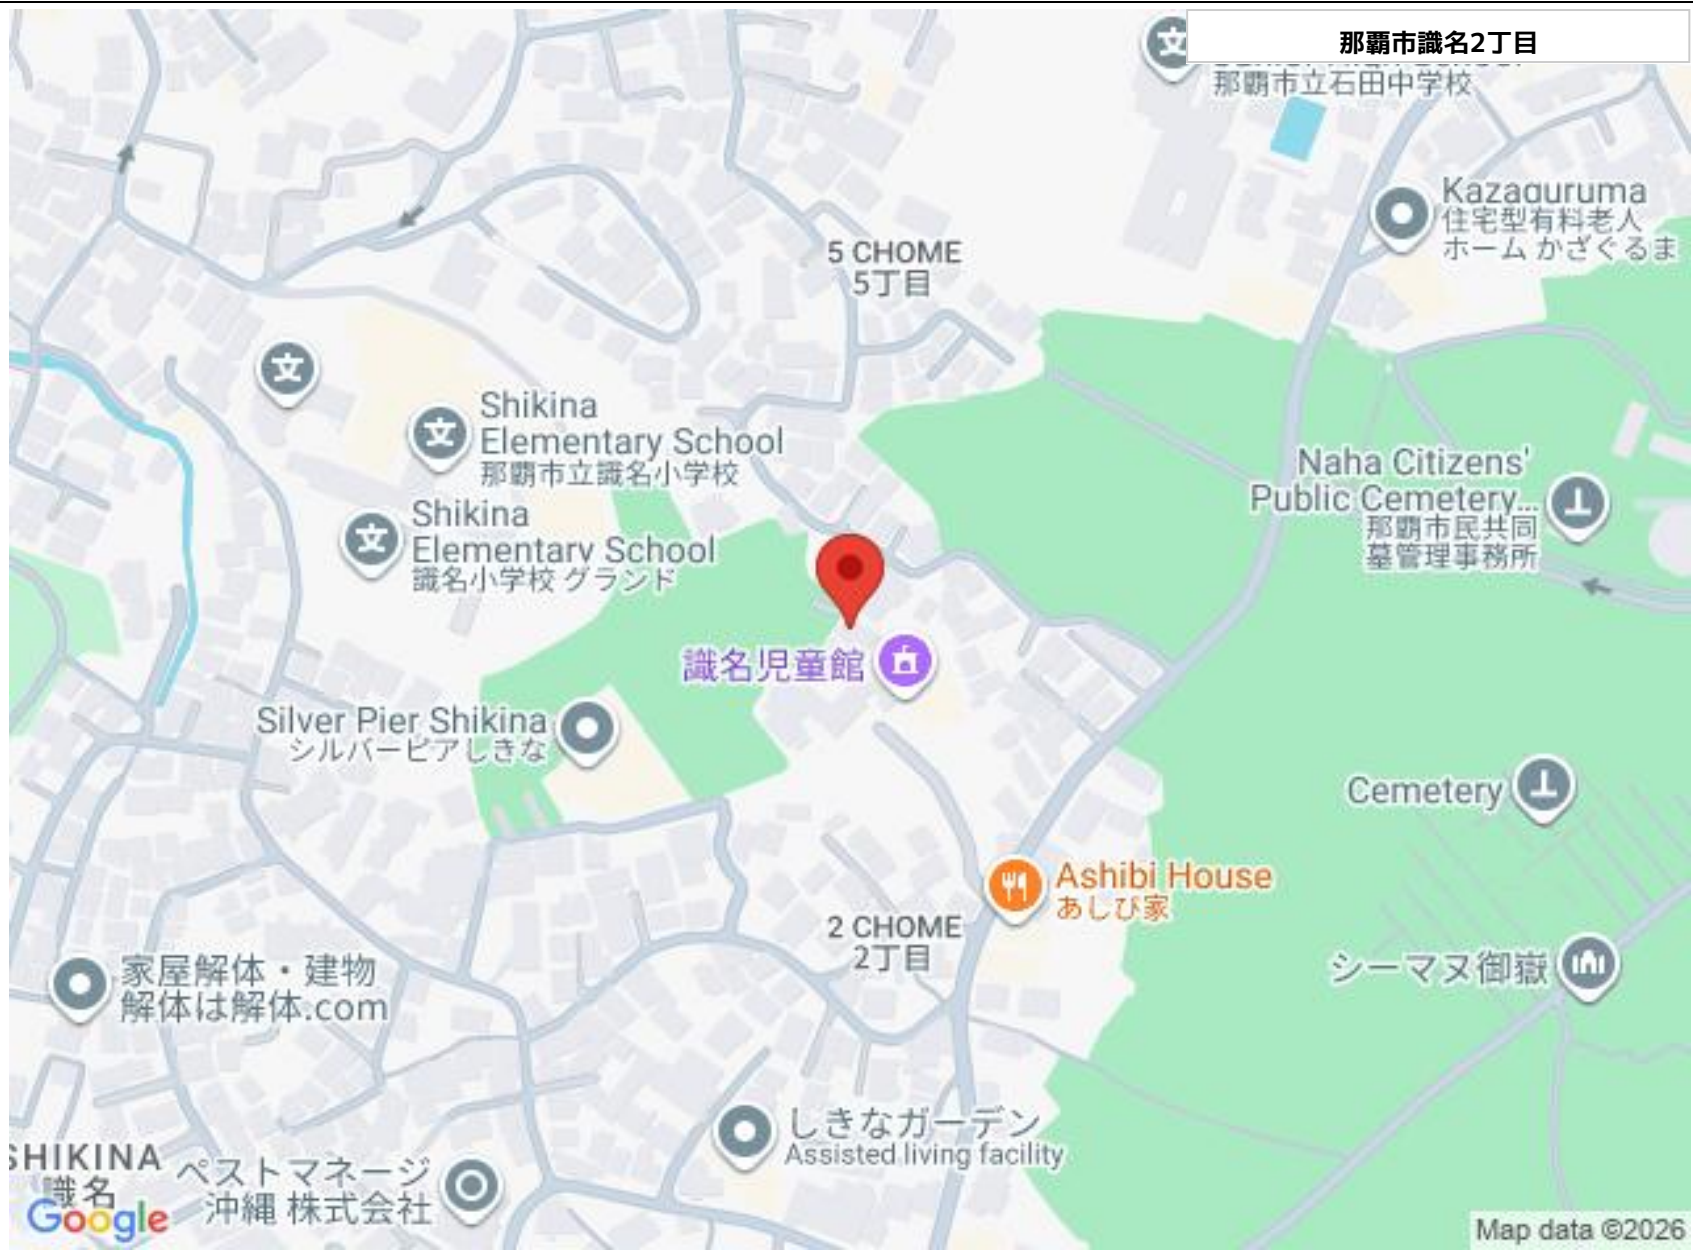 那覇市識名2丁目
那覇市立石田中学校
Kazaguruma
住宅型有料老人
ホーム かざぐるま
5 CHOME
5丁目
Shikina
Elementary School
那覇市立識名小学校
Naha Citizens'
Public Cemetery...
那覇市民共同
墓管理事務所
Shikina
Elementary School
識名小学校 グランド
識名児童館
Silver Pier Shikina
シルバーピアしきな
Cemetery
Ashibi House
あしび家
2 CHOME
2丁目
シーマヌ御嶽
家屋解体・建物
解体は解体.com
しきなガーデン
Assisted living facility
SHIKINA
識名
ペストマネージ
沖縄 株式会社
Google
Map data ©2026
文
文
文